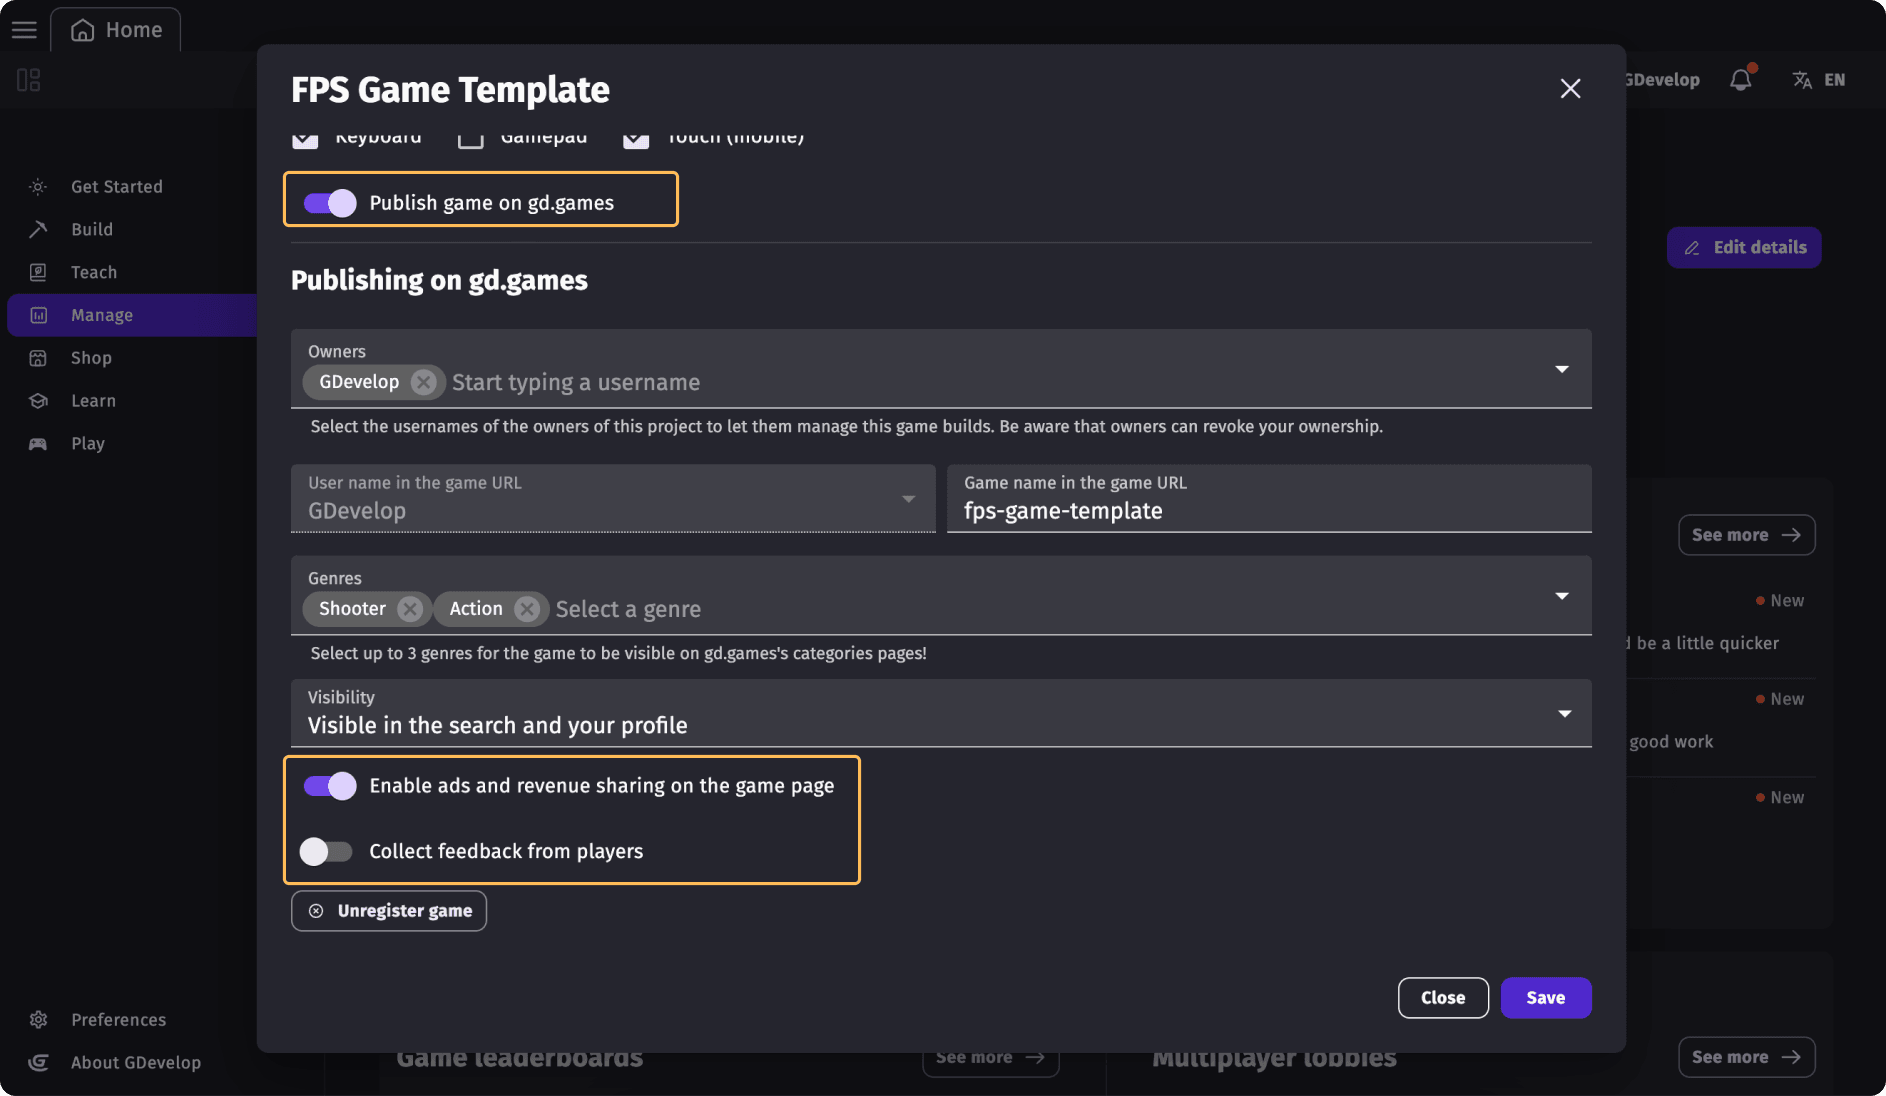 Home
FPS Game Template
GDevelop
EN
Keyboard
Gamepad
Touch (mobile)
Get Started
Publish game on gd.games
Build
Edit details
Teach
Publishing on gd.games
Manage
Shop
Owners
GDevelop
Start typing a username
Learn
Select the usernames of the owners of this project to let them manage this game builds. Be aware that owners can revoke your ownership.
Play
User name in the game URL
GDevelop
Game name in the game URL
fps-game-template
See more
Genres
Shooter
Action
Select a genre
New
Select up to 3 genres for the game to be visible on gd.games's categories pages!
be a little quicker
Visibility
Visible in the search and your profile
New
good work
Enable ads and revenue sharing on the game page
New
Collect feedback from players
Unregister game
Close
Save
Preferences
About GDevelop
Game leaderboards
See more
Multiplayer lobbies
See more